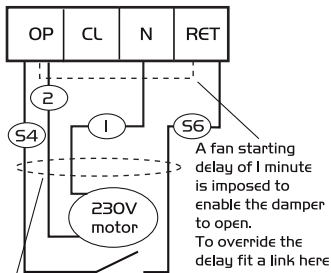 OP CL N RET
2
S4 1 S6
A fan starting
delay of 1 minute
is imposed to
enable the damper
to open.
To override the
delay fit a link here
230V
motor